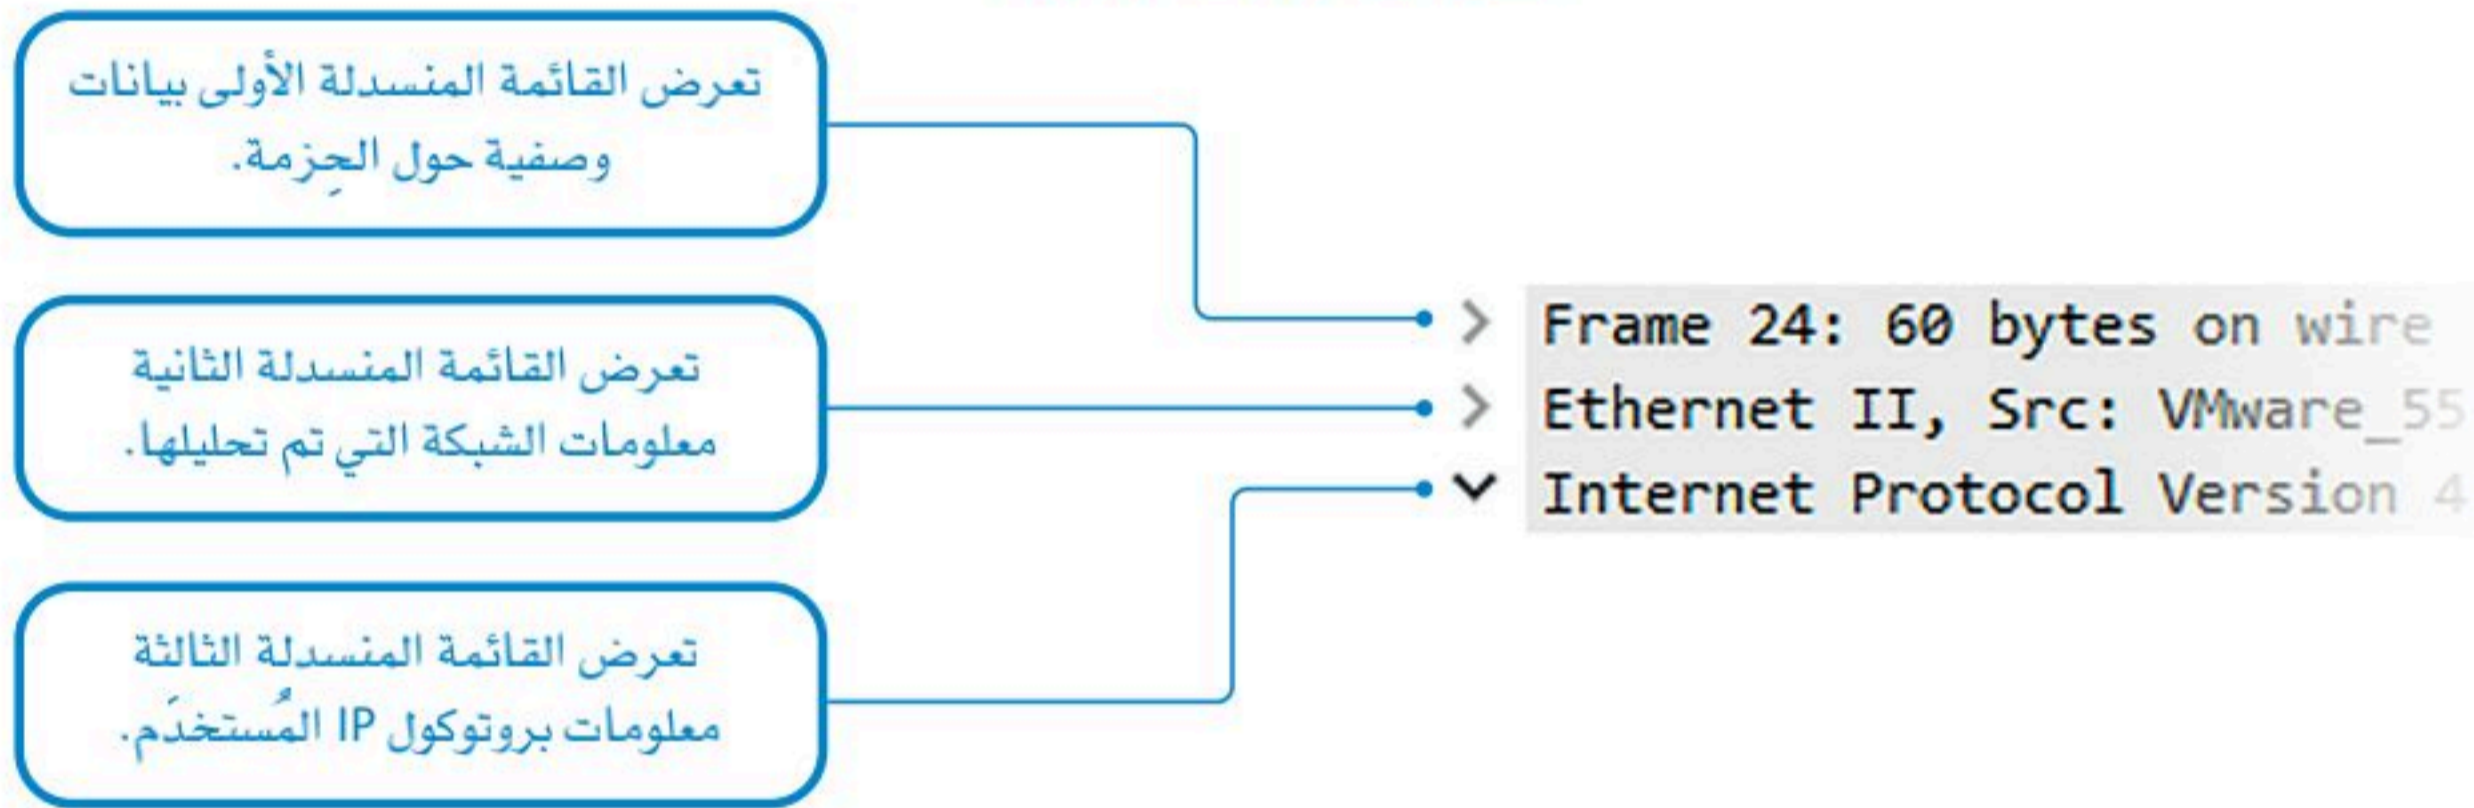 تعرض القائمة المنسدلة الأولى بيانات
وصفية حول الحِزمة.
تعرض القائمة المنسدلة الثانية
معلومات الشبكة التي تم تحليلها.
تعرض القائمة المنسدلة الثالثة
معلومات بروتوكول IP المُستخدَم.
> Frame 24: 60 bytes on wire
> Ethernet II, Src: VMware_55
Internet Protocol Version 4